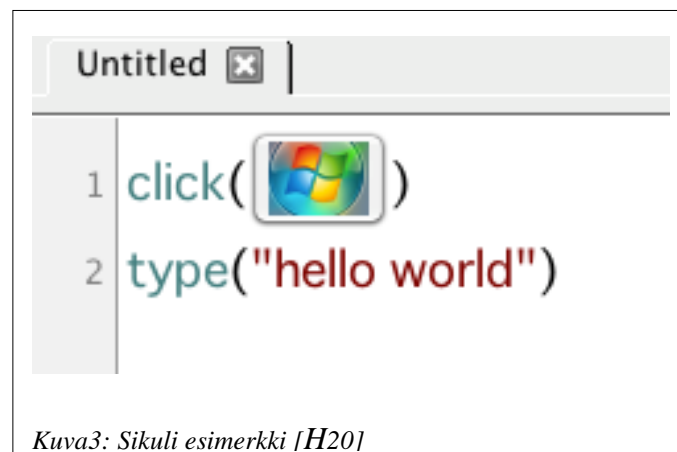 Untitled
1 click( )
2 type("hello world")
Kuva3: Sikuli esimerkki [H20]